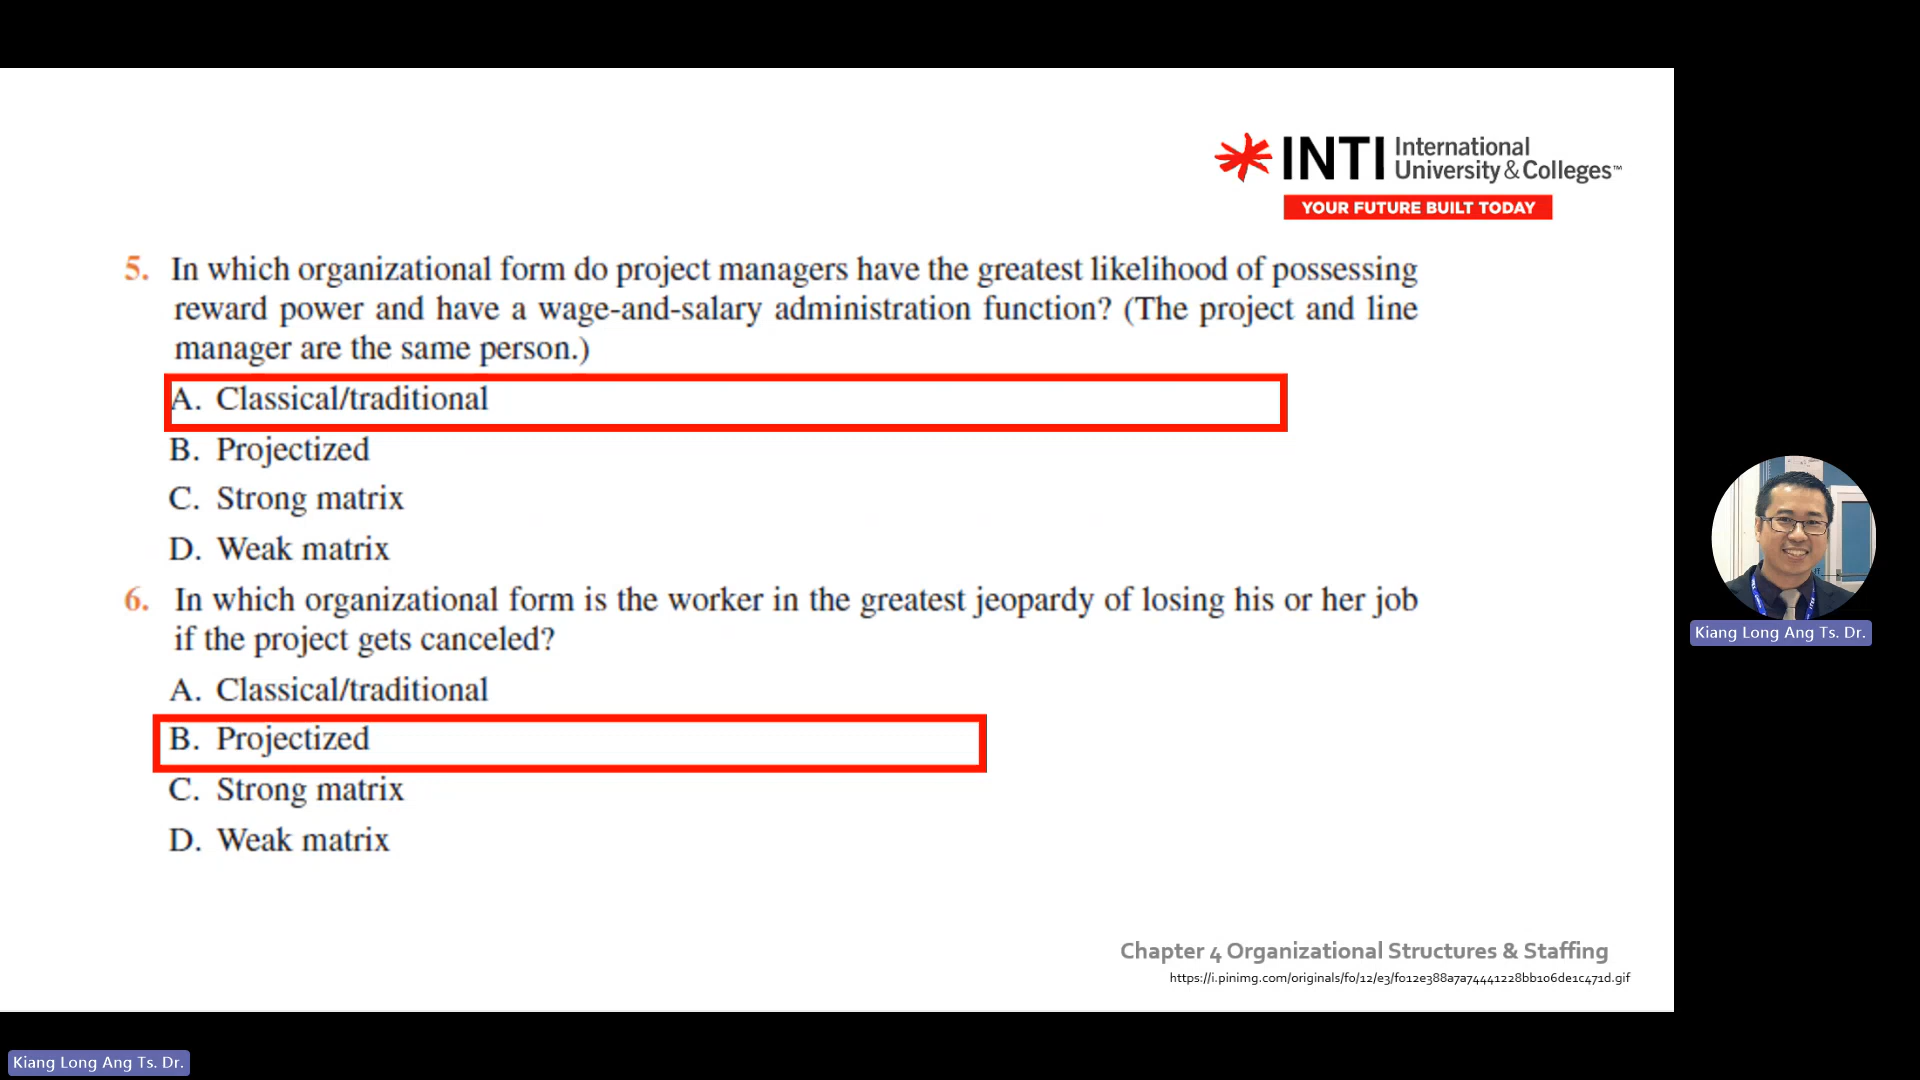 INTI International
University & Colleges™
YOUR FUTURE BUILT TODAY
5. In which organizational form do project managers have the greatest likelihood of possessing
reward power and have a wage-and-salary administration function? (The project and line
manager are the same person.)
A. Classical/traditional
B. Projectized
C. Strong matrix
D. Weak matrix
6. In which organizational form is the worker in the greatest jeopardy of losing his or her job
if the project gets canceled?
A. Classical/traditional
B. Projectized
C. Strong matrix
D. Weak matrix
Chapter 4 Organizational Structures & Staffing
https://i.pinimg.com/originals/f0/12/e3/f012e388a7a74441228bb106de1c471d.gif
Kiang Long Ang Ts. Dr.
Kiang Long Ang Ts. Dr.